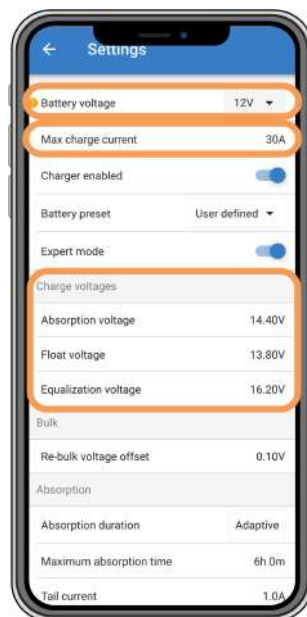 Settings
Battery voltage 12V
Max charge current 30A
Charger enabled
Battery preset User defined
Expert mode
Charge voltages
Absorption voltage 14.40V
Float voltage 13.80V
Equalization voltage 16.20V
Bulk
Re-bulk voltage offset 0.10V
Absorption
Absorption duration Adaptive
Maximum absorption time 6h 0m
Tail current 1.0A